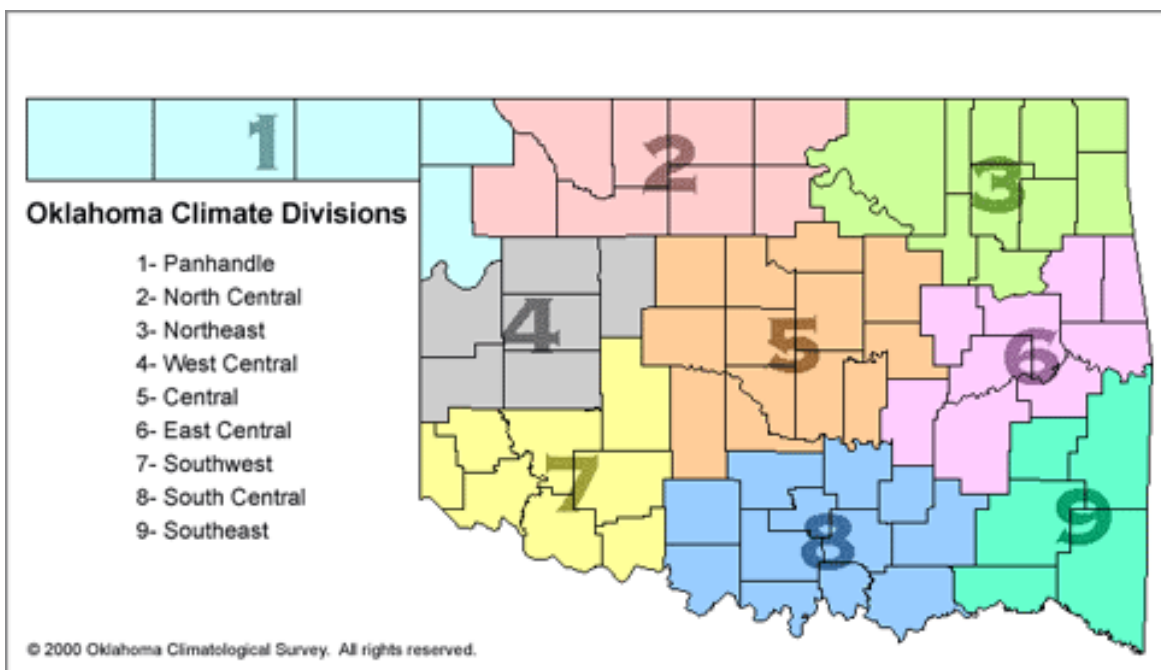 1
2
3
Oklahoma Climate Divisions
1- Panhandle
2- North Central
3- Northeast
4- West Central
5- Central
6- East Central
7- Southwest
8- South Central
9- Southeast
4
5
6
7
8
9
© 2000 Oklahoma Climatological Survey. All rights reserved.